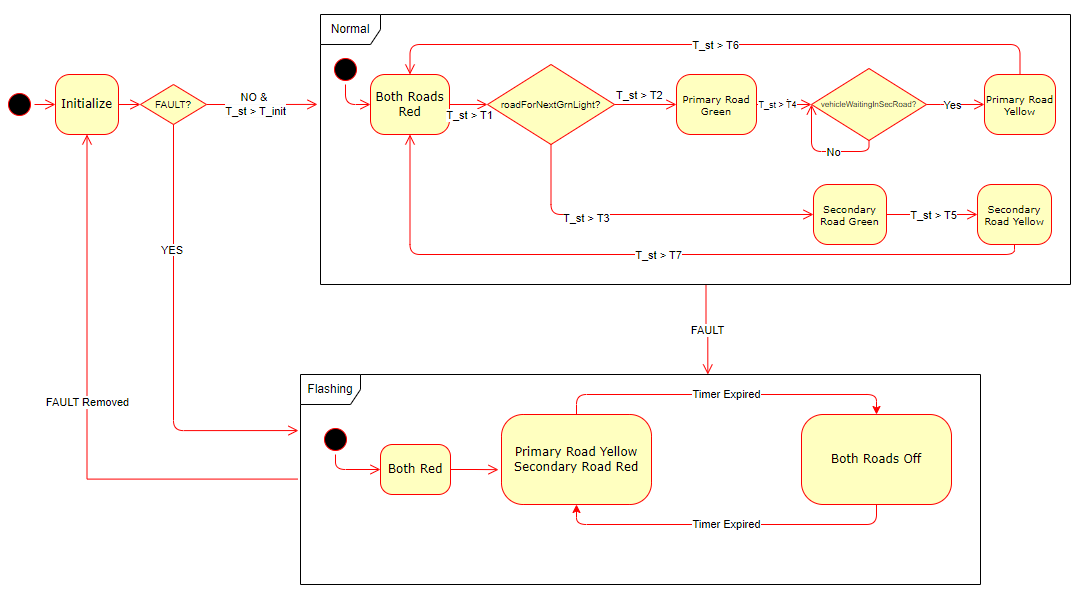 Normal
T_st > T6
Initialize
FAULT?
NO &
T_st > T_init
Both Roads
Red
T_st > T1
roadForNextGrnLight?
T_st > T2
Primary Road
Green
T_st > T4
vehicleWaitingInSecRoad?
Yes
Primary Road
Yellow
No
T_st > T3
Secondary
Road Green
T_st > T5
Secondary
Road Yellow
T_st > T7
YES
FAULT
FAULT Removed
Flashing
Timer Expired
Both Red
Primary Road Yellow
Secondary Road Red
Both Roads Off
Timer Expired